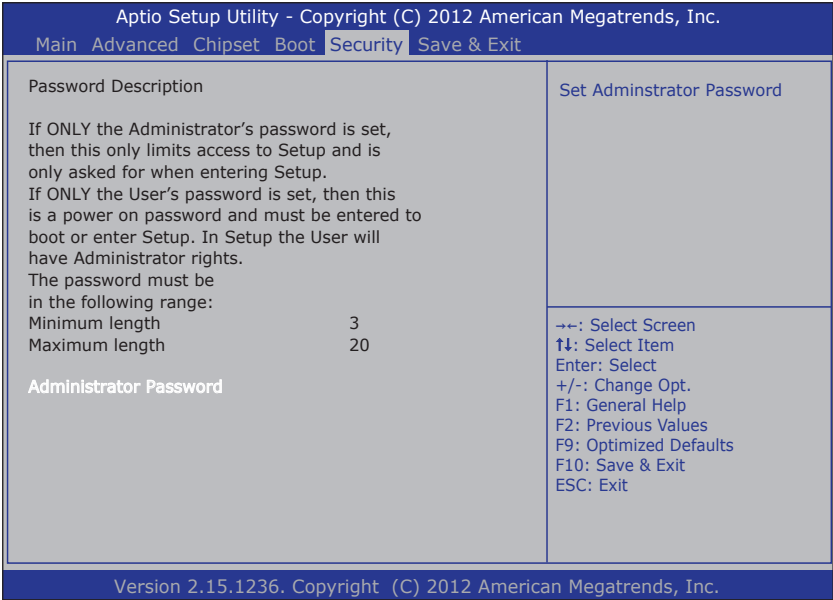 Aptio Setup Utility - Copyright (C) 2012 American Megatrends, Inc.
Main Advanced Chipset Boot Security Save & Exit
Password Description
If ONLY the Administrator's password is set,
then this only limits access to Setup and is
only asked for when entering Setup.
If ONLY the User's password is set, then this
is a power on password and must be entered to
boot or enter Setup. In Setup the User will
have Administrator rights.
The password must be
in the following range:
Minimum length 3
Maximum length 20
Administrator Password
Set Adminstrator Password
→←: Select Screen
↑↓: Select Item
Enter: Select
+/-: Change Opt.
F1: General Help
F2: Previous Values
F9: Optimized Defaults
F10: Save & Exit
ESC: Exit
Version 2.15.1236. Copyright (C) 2012 American Megatrends, Inc.